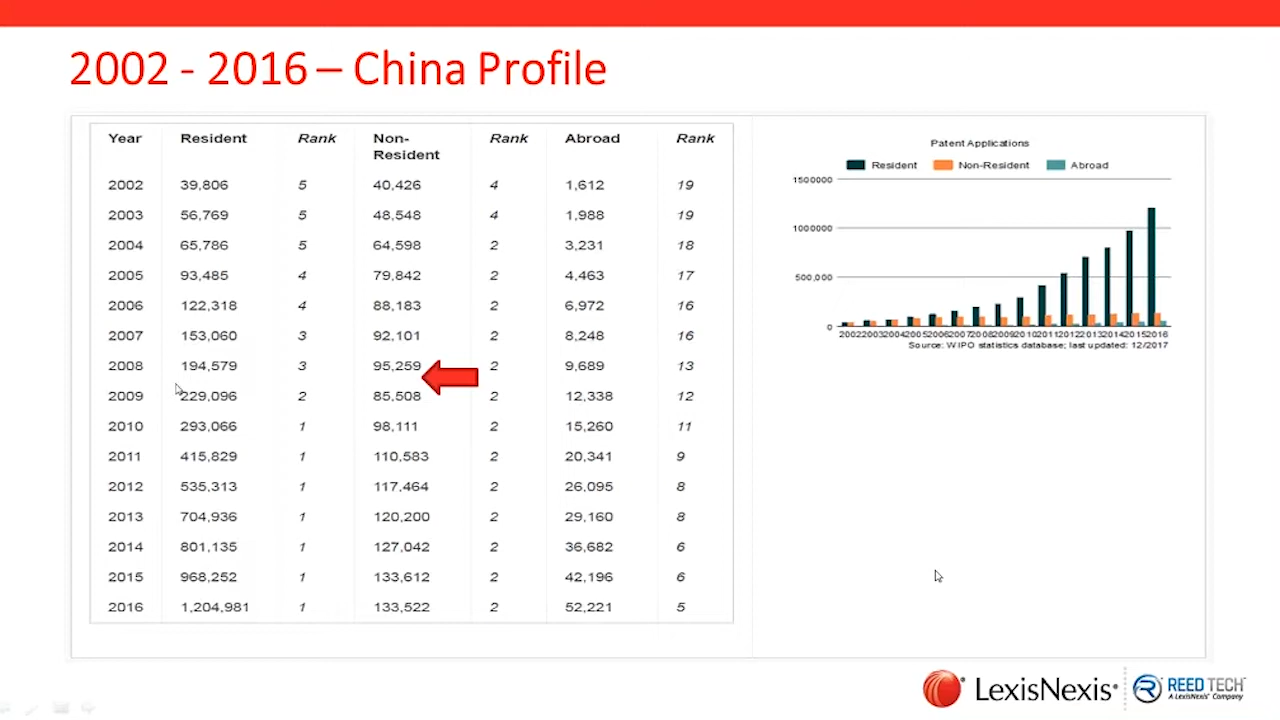 2002 - 2016 – China Profile
Year Resident Rank Non-Resident Rank Abroad Rank
2002 39,806 5 40,426 4 1,612 19
2003 56,769 5 48,548 4 1,988 19
2004 65,786 5 64,598 2 3,231 18
2005 93,485 4 79,842 2 4,463 17
2006 122,318 4 88,183 2 6,972 16
2007 153,060 3 92,101 2 8,248 16
2008 194,579 3 95,259 2 9,689 13
2009 229,096 2 85,508 2 12,338 12
2010 293,066 1 98,111 2 15,260 11
2011 415,829 1 110,583 2 20,341 9
2012 535,313 1 117,464 2 26,095 8
2013 704,936 1 120,200 2 29,160 8
2014 801,135 1 127,042 2 36,682 6
2015 968,252 1 133,612 2 42,196 6
2016 1,204,981 1 133,522 2 52,221 5
Patent Applications
Resident Non-Resident Abroad
1500000
1000000
500,000
0
2002 2003 2004 2005 2006 2007 2008 2009 2010 2011 2012 2013 2014 2015 2016
Source: WIPO statistics database; last updated: 12/2017
LexisNexis® REED TECH™
A LexisNexis® Company